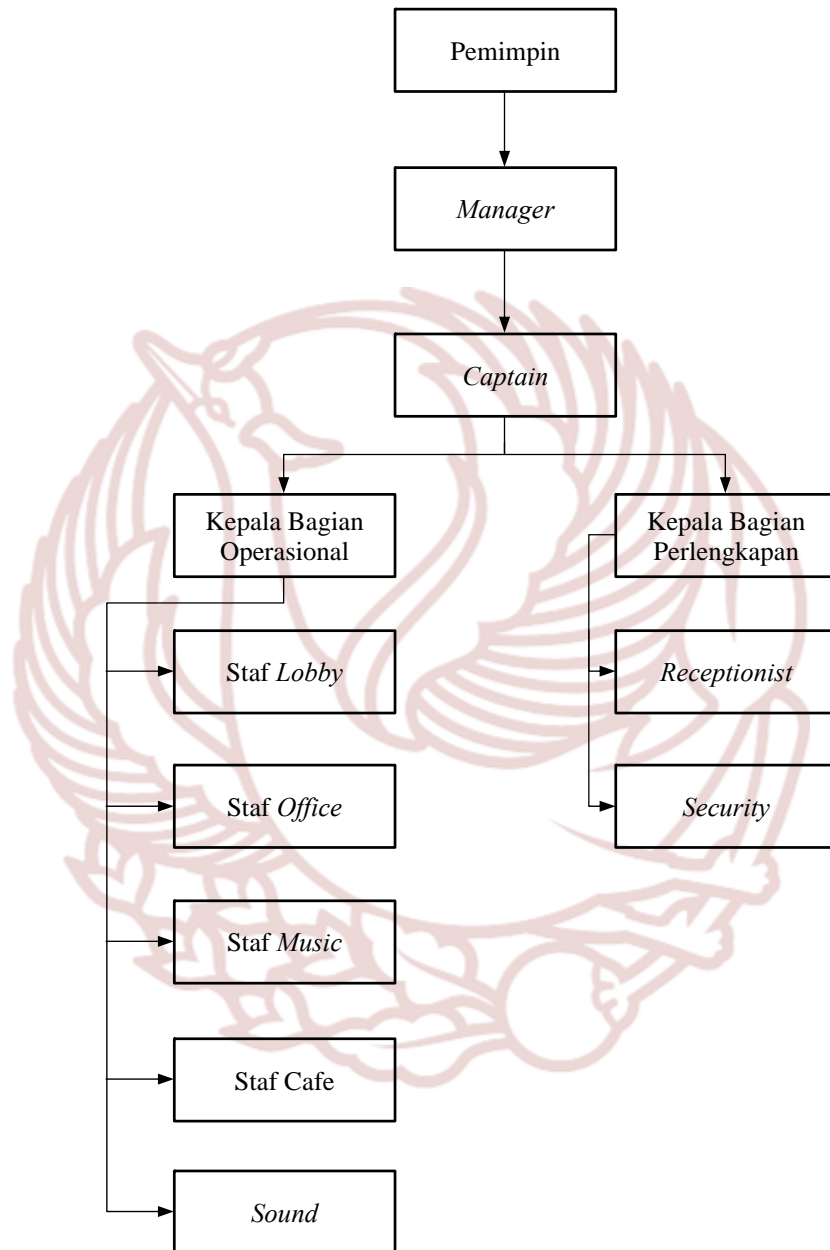 Pemimpin
Manager
Captain
Kepala Bagian
Operasional
Kepala Bagian
Perlengkapan
Staf Lobby
Receptionist
Staf Office
Security
Staf Music
Staf Cafe
Sound